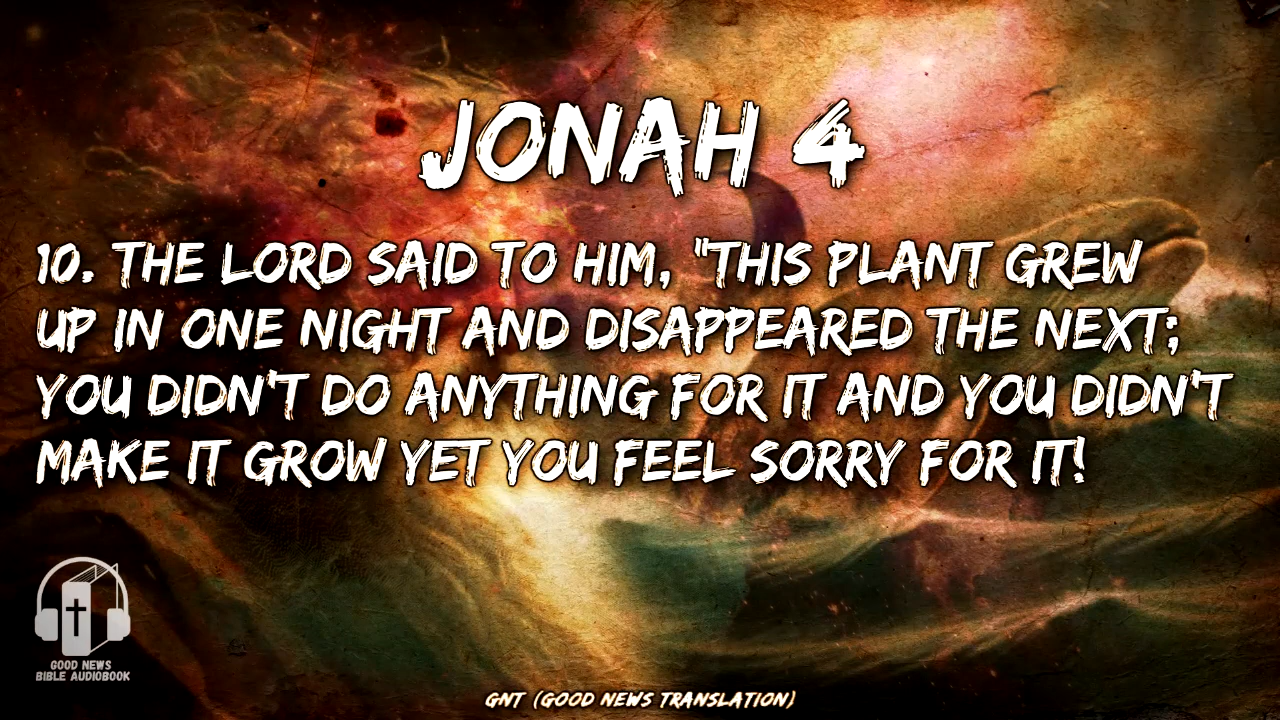 JONAH 4
10. THE LORD SAID TO HIM, "THIS PLANT GREW
UP IN ONE NIGHT AND DISAPPEARED THE NEXT;
YOU DIDN'T DO ANYTHING FOR IT AND YOU DIDN'T
MAKE IT GROW YET YOU FEEL SORRY FOR IT!
GOOD NEWS
BIBLE AUDIOBOOK
GNT (GOOD NEWS TRANSLATION)